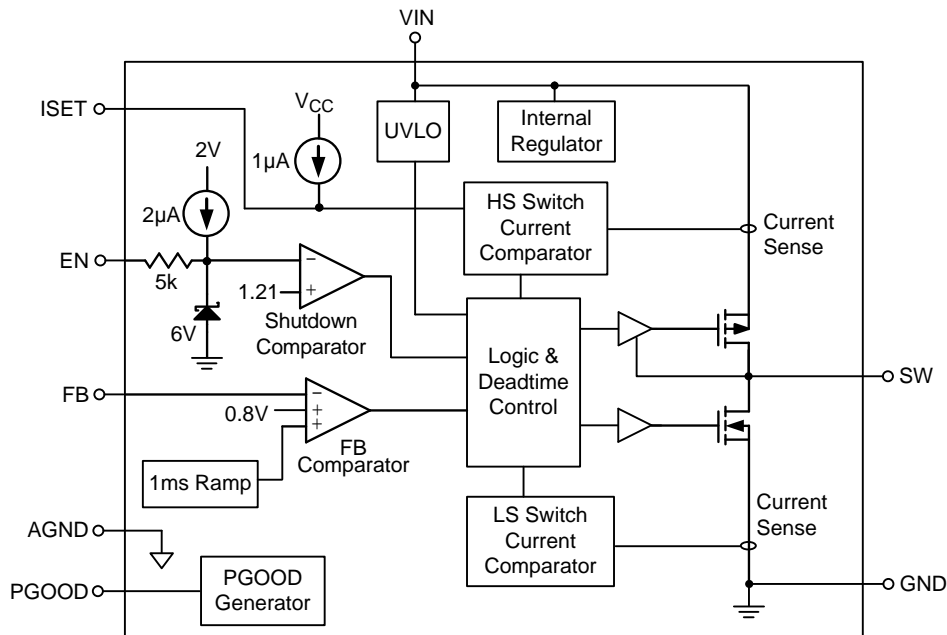 VIN
ISET
VCC
1µA
UVLO
Internal
Regulator
2V
2µA
HS Switch
Current
Comparator
Current
Sense
EN
5k
1.21
6V
Shutdown
Comparator
Logic &
Deadtime
Control
SW
FB
0.8V
FB
Comparator
1ms Ramp
LS Switch
Current
Comparator
Current
Sense
AGND
PGOOD
PGOOD
Generator
GND